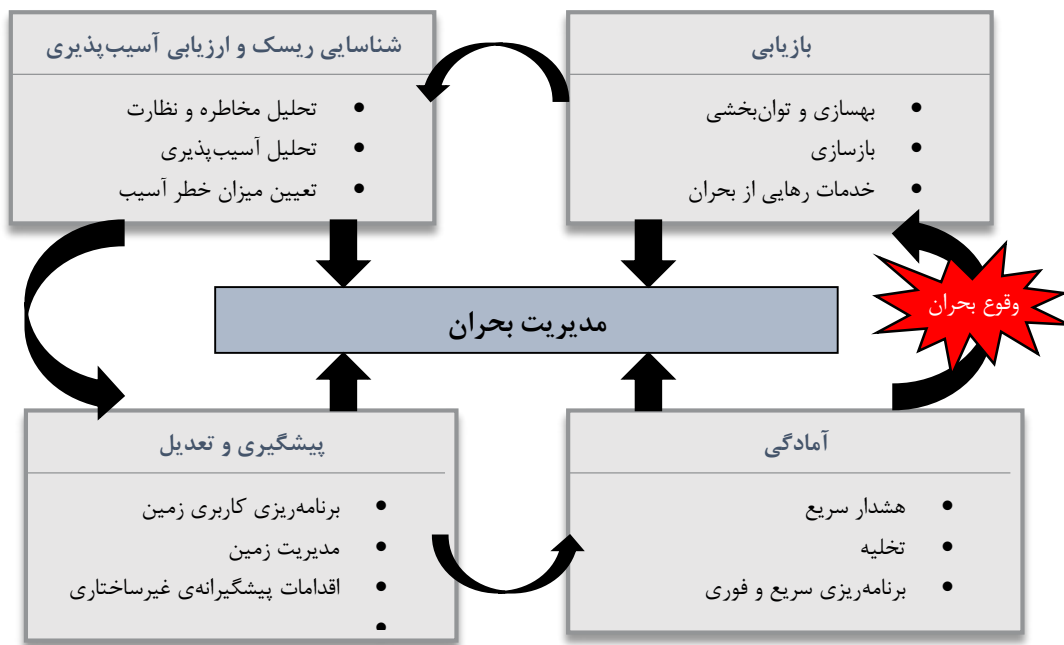 بازیابی
• بهسازی و توان‌بخشی
• بازسازی
• خدمات رهایی از بحران
شناسایی ریسک و ارزیابی آسیب‌پذیری
• تحلیل مخاطره و نظارت
• تحلیل آسیب‌پذیری
• تعیین میزان خطر آسیب
وقوع بحران
مدیریت بحران
آمادگی
• هشدار سریع
• تخلیه
• برنامه‌ریزی سریع و فوری
پیشگیری و تعدیل
• برنامه‌ریزی کاربری زمین
• مدیریت زمین
• اقدامات پیشگیرانه‌ی غیرساختاری
•